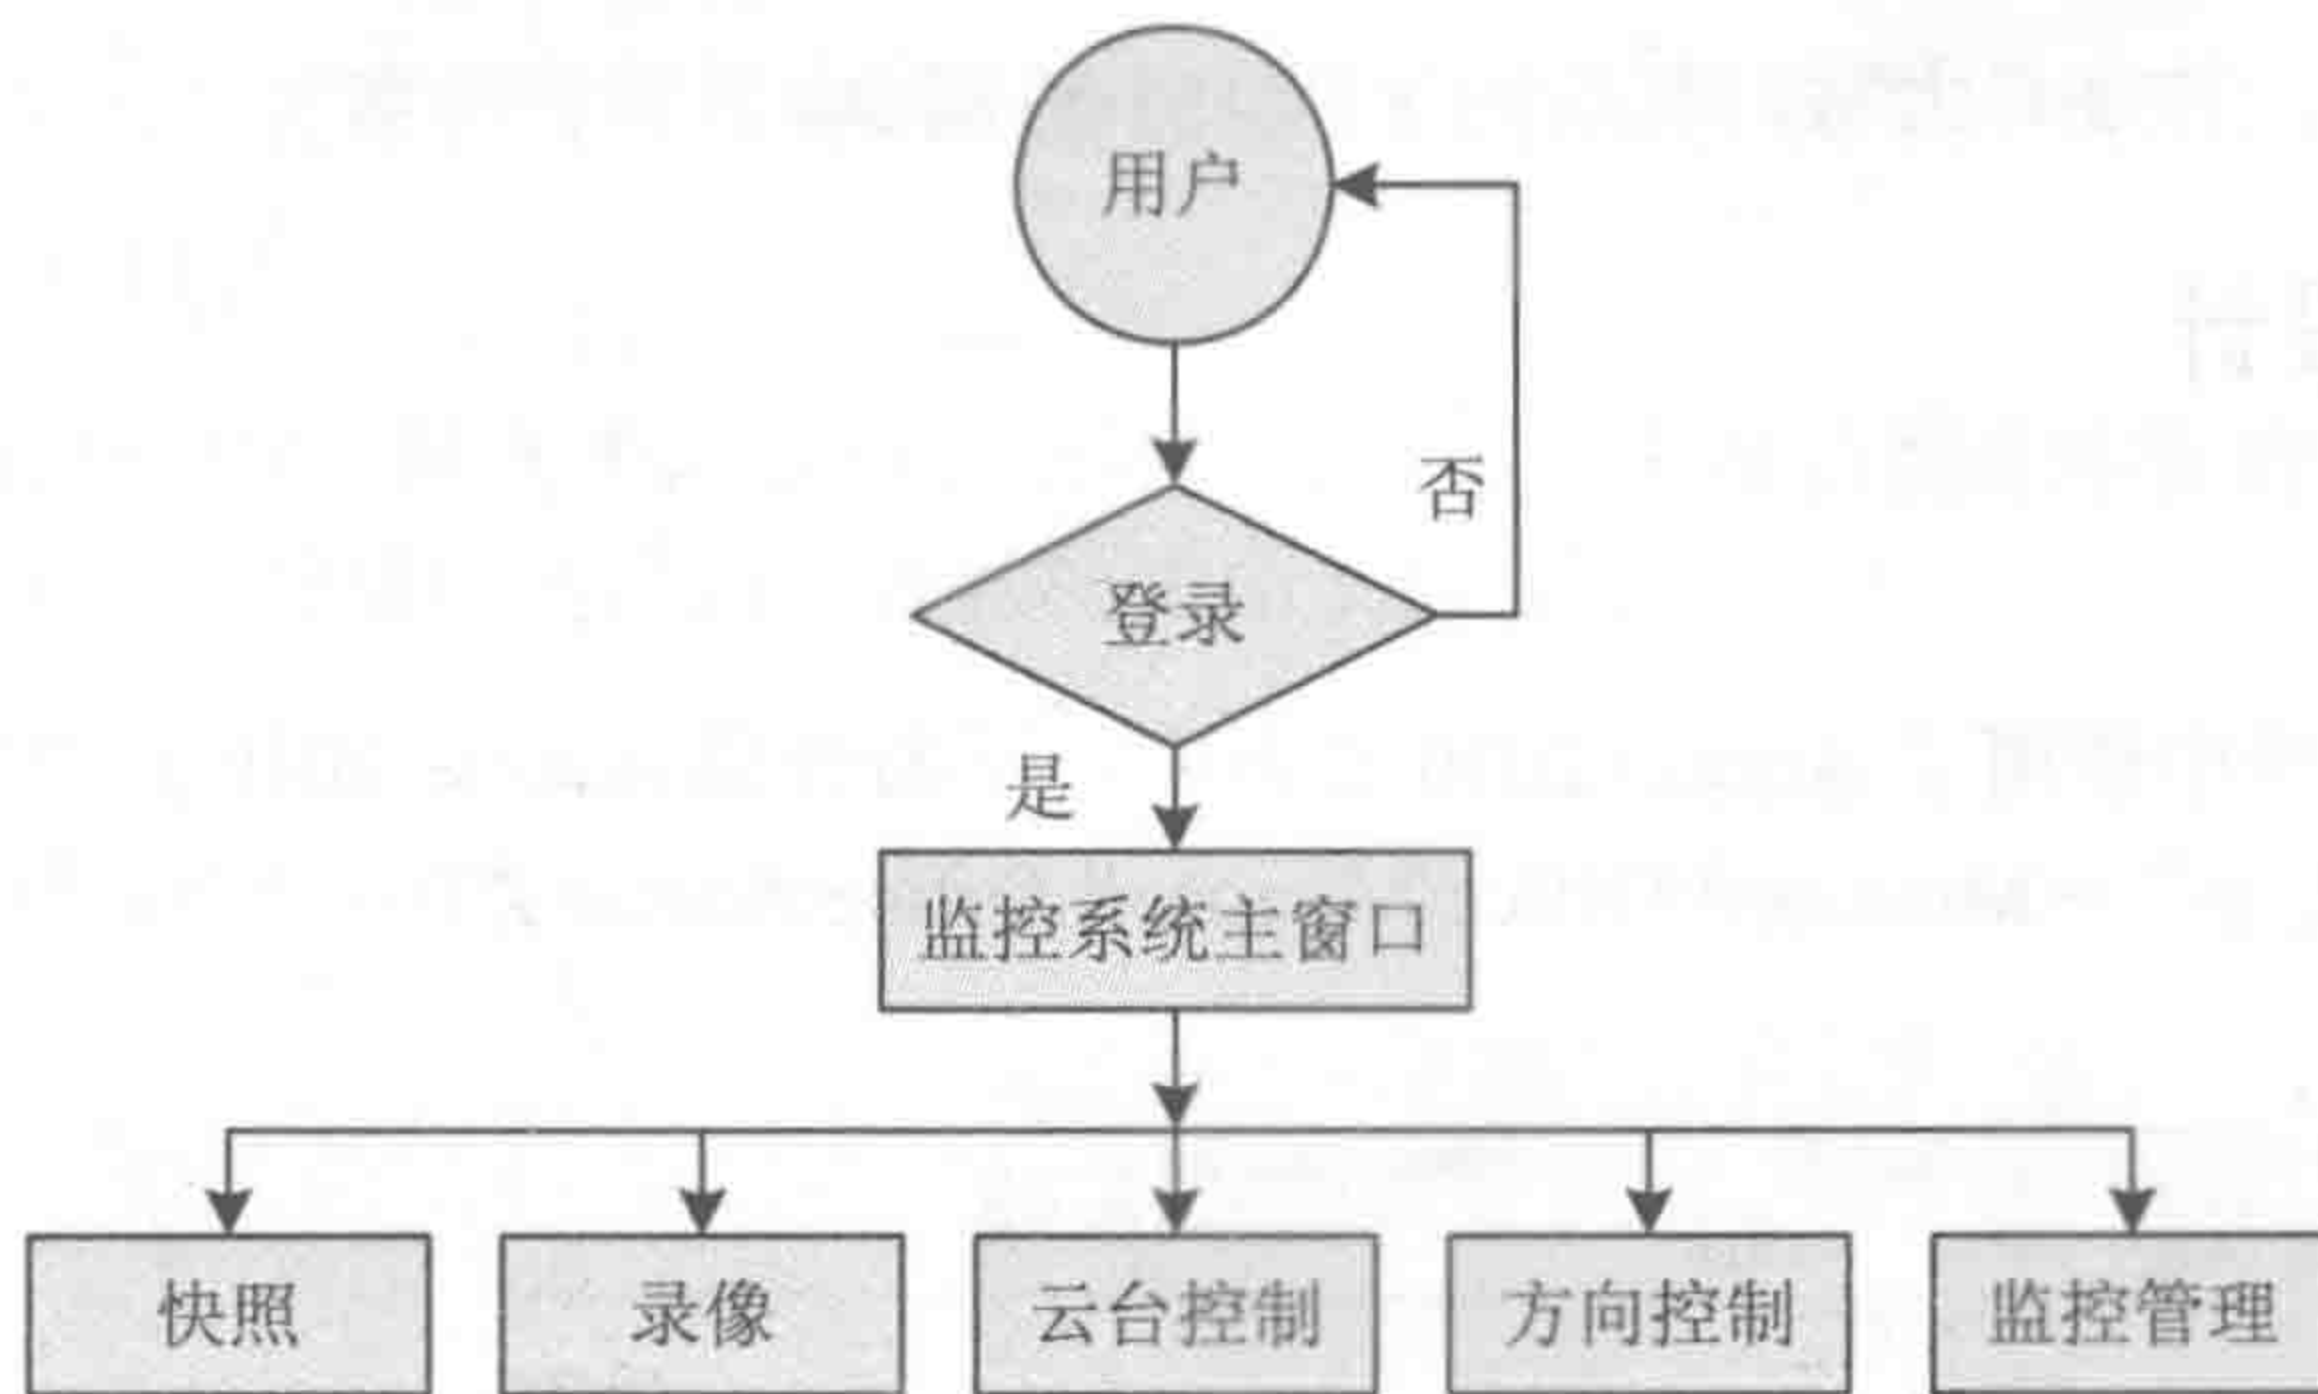 用户
否
登录
是
监控系统主窗口
快照 录像 云台控制 方向控制 监控管理